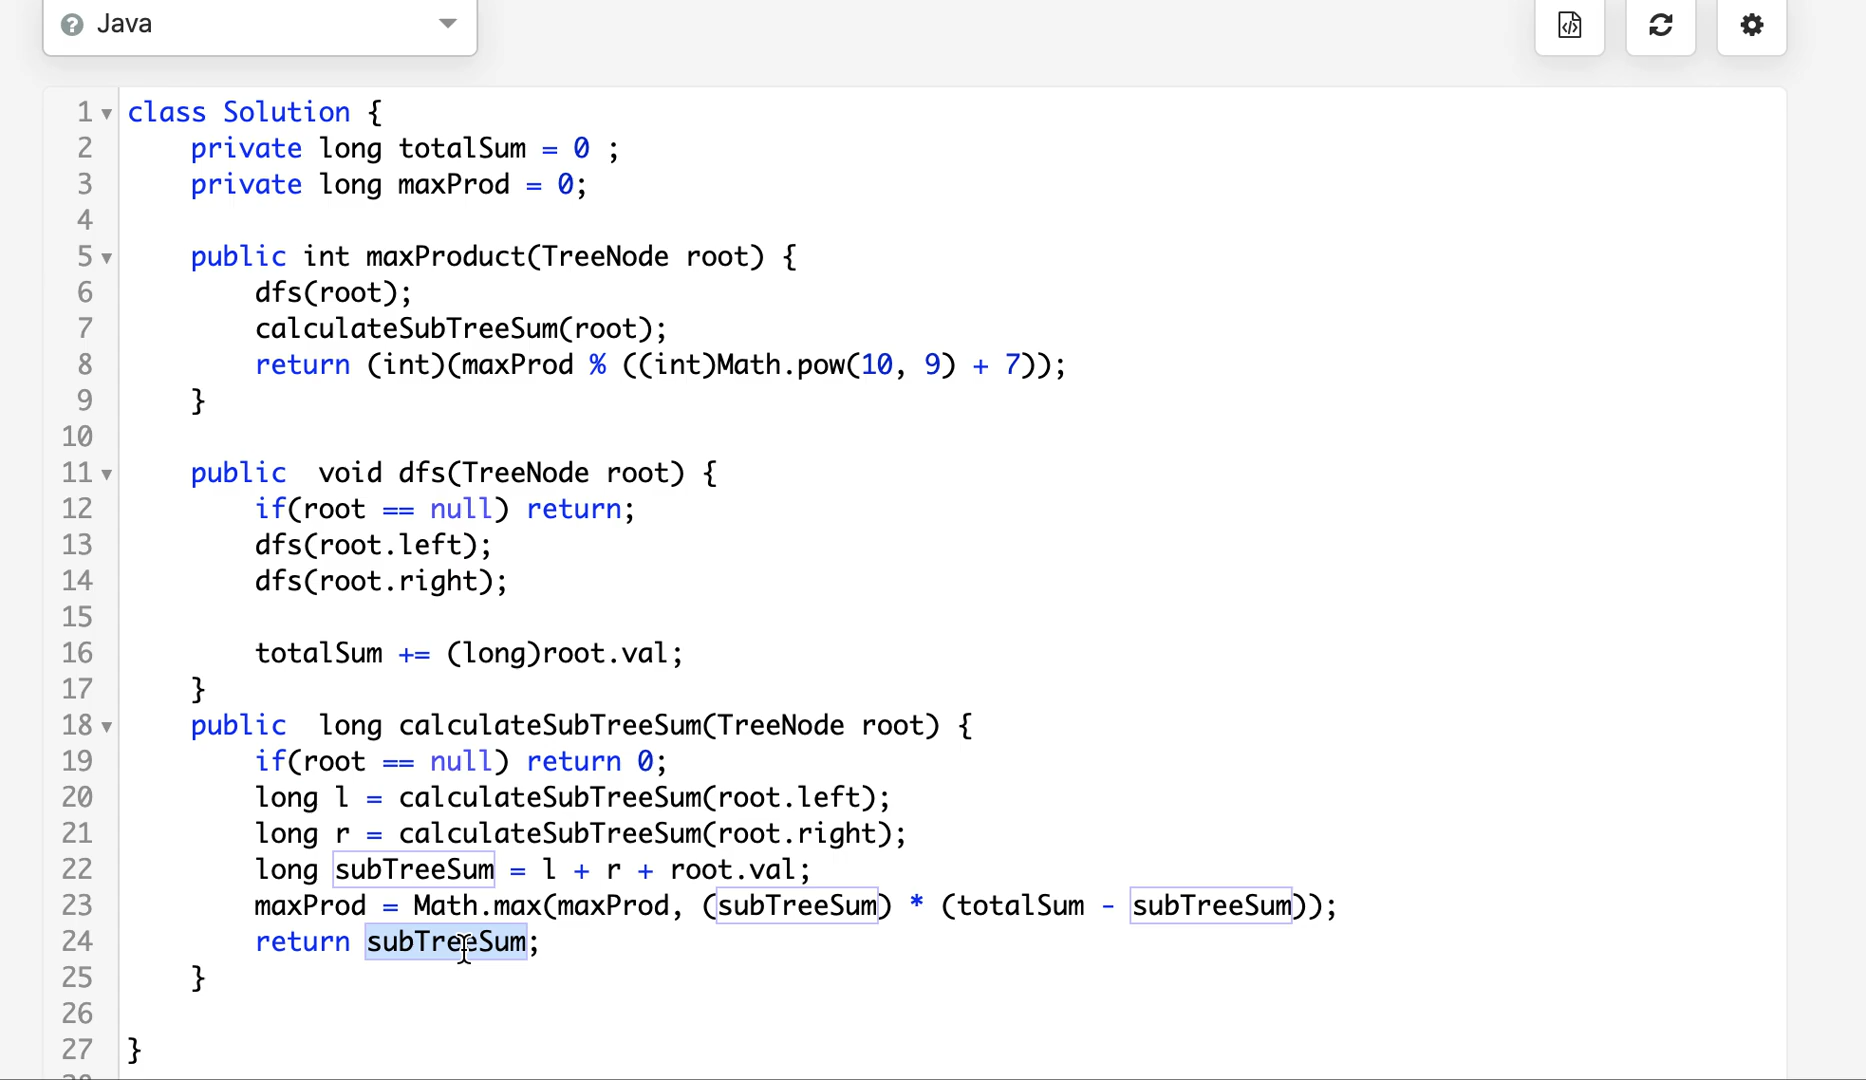 Java
1 class Solution {
2 private long totalSum = 0 ;
3 private long maxProd = 0;
4
5 public int maxProduct(TreeNode root) {
6 dfs(root);
7 calculateSubTreeSum(root);
8 return (int)(maxProd % ((int)Math.pow(10, 9) + 7));
9 }
10
11 public  void dfs(TreeNode root) {
12 if(root == null) return;
13 dfs(root.left);
14 dfs(root.right);
15
16 totalSum += (long)root.val;
17 }
18 public  long calculateSubTreeSum(TreeNode root) {
19 if(root == null) return 0;
20 long l = calculateSubTreeSum(root.left);
21 long r = calculateSubTreeSum(root.right);
22 long subTreeSum = l + r + root.val;
23 maxProd = Math.max(maxProd, (subTreeSum) * (totalSum - subTreeSum));
24 return subTreeSum;
25 }
26
27 }